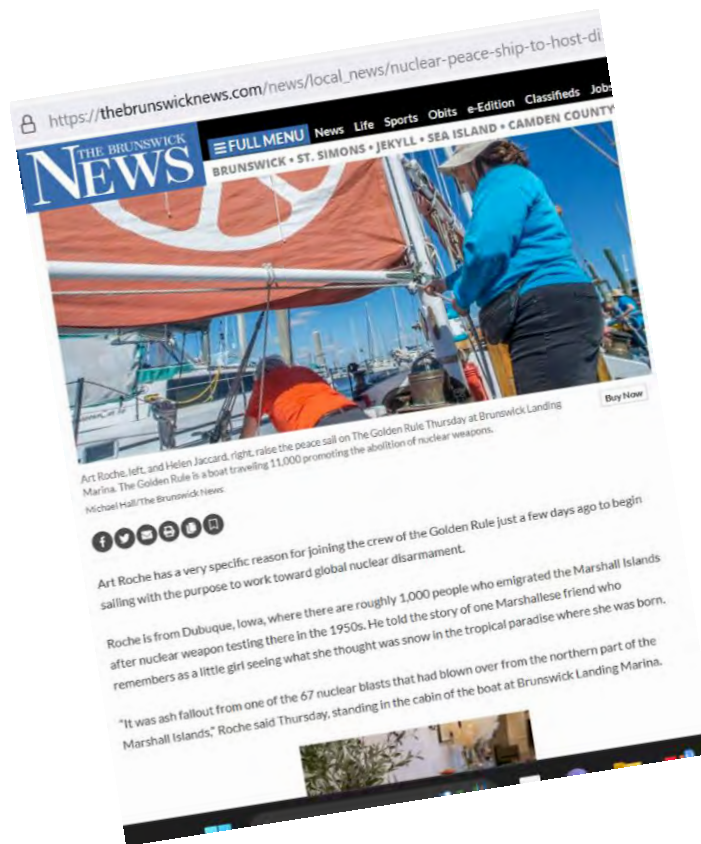 https://thebrunswicknews.com/news/local_news/nuclear-peace-ship-to-host-di
THE BRUNSWICK
NEWS
FULL MENU News Life Sports Obits e-Edition Classifieds Jobs
BRUNSWICK • ST. SIMONS • JEKYLL • SEA ISLAND • CAMDEN COUNTY
Buy Now
Art Roche, left, and Helen Jaccard, right, raise the peace sail on The Golden Rule Thursday at Brunswick Landing
Marina. The Golden Rule is a boat traveling 11,000 promoting the abolition of nuclear weapons.
Michael Hall/The Brunswick News
Art Roche has a very specific reason for joining the crew of the Golden Rule just a few days ago to begin
sailing with the purpose to work toward global nuclear disarmament.
Roche is from Dubuque, Iowa, where there are roughly 1,000 people who emigrated the Marshall Islands
after nuclear weapon testing there in the 1950s. He told the story of one Marshallese friend who
remembers as a little girl seeing what she thought was snow in the tropical paradise where she was born.
"It was ash fallout from one of the 67 nuclear blasts that had blown over from the northern part of the
Marshall Islands," Roche said Thursday, standing in the cabin of the boat at Brunswick Landing Marina.